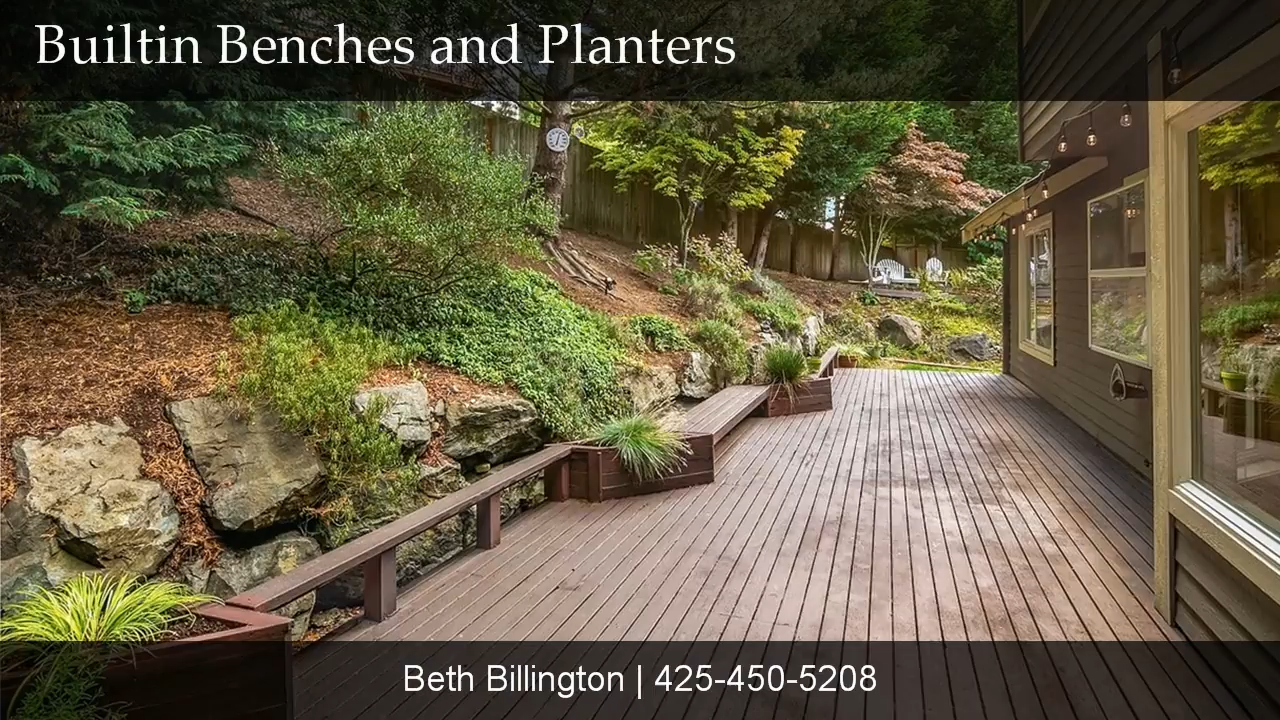 Builtin Benches and Planters
Beth Billington | 425-450-5208